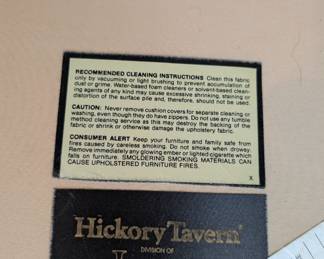 RECOMMENDED CLEANING INSTRUCTIONS Clean this fabric
only by vacuuming or light brushing to prevent accumulation of
dust or grime. Water-based foam cleaners or solvent-based clean-
ing agents of any kind may cause excessive shrinking, staining or
distortion of the surface pile and, therefore, should not be used.
CAUTION: Never remove cushion covers for separate cleaning or
washing, even though they do have zippers. Do not use any tumble
method cleaning service as this may destroy the backing of the
fabric or shrink or otherwise damage the upholstery fabric.
CONSUMER ALERT Keep your furniture and family safe from
fires caused by careless smoking. Do not smoke when drowsy.
Remove immediately any glowing ember or lighted cigarette which
falls on furniture. SMOLDERING SMOKING MATERIALS CAN
CAUSE UPHOLSTERED FURNITURE FIRES.
X
Hickory Tavern
DIVISION OF